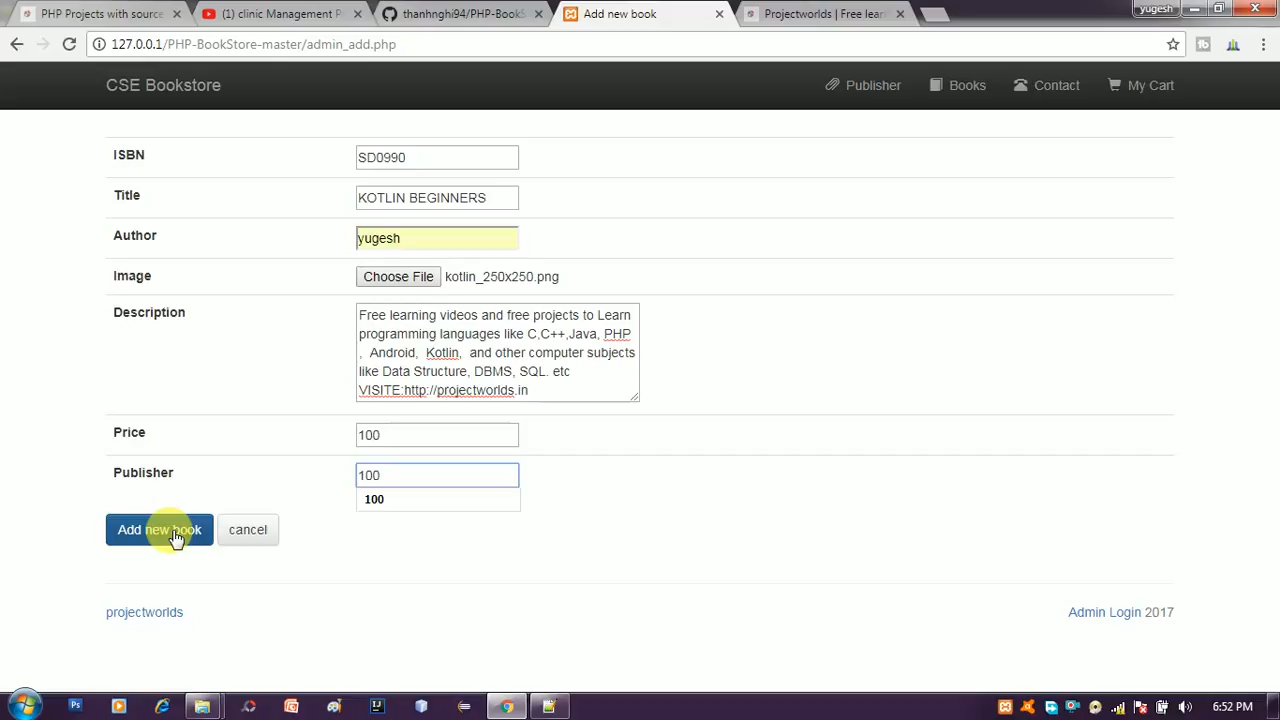 PHP Projects with source
(1) clinic Management P
thanhnghi94/PHP-BookS
Add new book
Projectworlds | Free lear
yugesh
127.0.0.1/PHP-BookStore-master/admin_add.php
CSE Bookstore
Publisher
Books
Contact
My Cart
ISBN
SD0990
Title
KOTLIN BEGINNERS
Author
yugesh
Image
Choose File kotlin_250x250.png
Description
Free learning videos and free projects to Learn
programming languages like C,C++,Java, PHP
, Android, Kotlin, and other computer subjects
like Data Structure, DBMS, SQL. etc
VISITE:http://projectworlds.in
Price
100
Publisher
100
100
Add new book
cancel
projectworlds
Admin Login 2017
6:52 PM